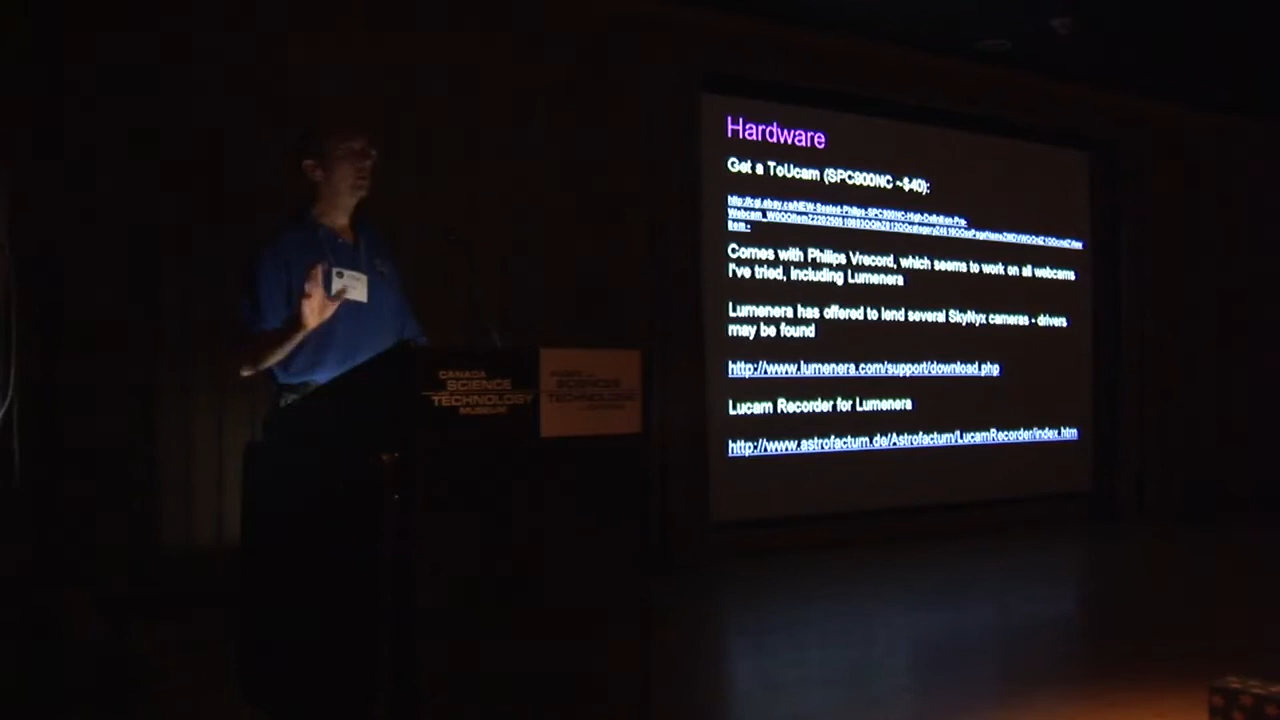 Hardware
Get a ToUcam (SPC900NC ~$40):
Comes with Philips Vrecord, which seems to work on all webcams
I've tried, including Lumenera
Lumenera has offered to lend several SkyNyx cameras - drivers
may be found
http://www.lumenera.com/support/download.php
Lucam Recorder for Lumenera
http://www.astrofactum.de/Astrofactum/LucamRecorder/index.htm
CANADA
SCIENCE
TECHNOLOGY
MUSEUM